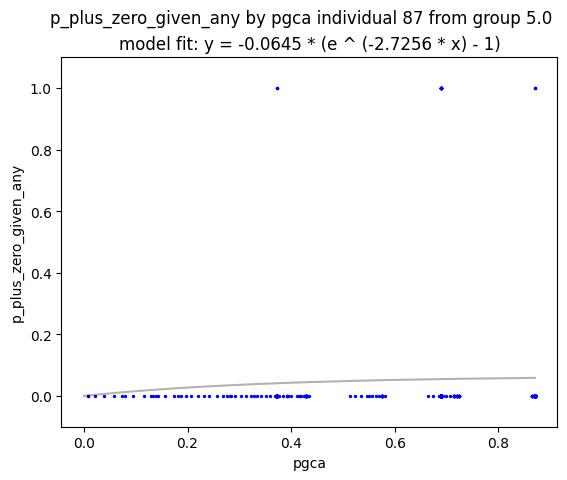 p_plus_zero_given_any by pgca individual 87 from group 5.0
model fit: y = -0.0645 * (e ^ (-2.7256 * x) - 1)
1.0
0.8
0.6
0.4
0.2
0.0
p_plus_zero_given_any
0.0 0.2 0.4 0.6 0.8
pgca